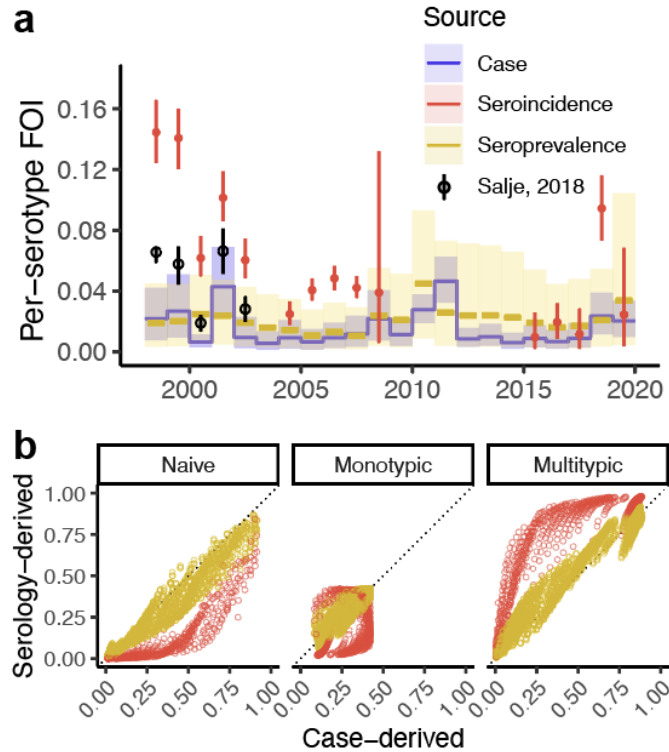 a
Source
Case
Seroincidence
Seroprevalence
Salje, 2018
Per-serotype FOI
0.16
0.12
0.08
0.04
0.00
2000 2005 2010 2015 2020
b
Naive Monotypic Multitypic
Serology-derived
1.00
0.75
0.50
0.25
0.00
0.00 0.25 0.50 0.75 1.00 0.00 0.25 0.50 0.75 1.00 0.00 0.25 0.50 0.75 1.00
Case-derived